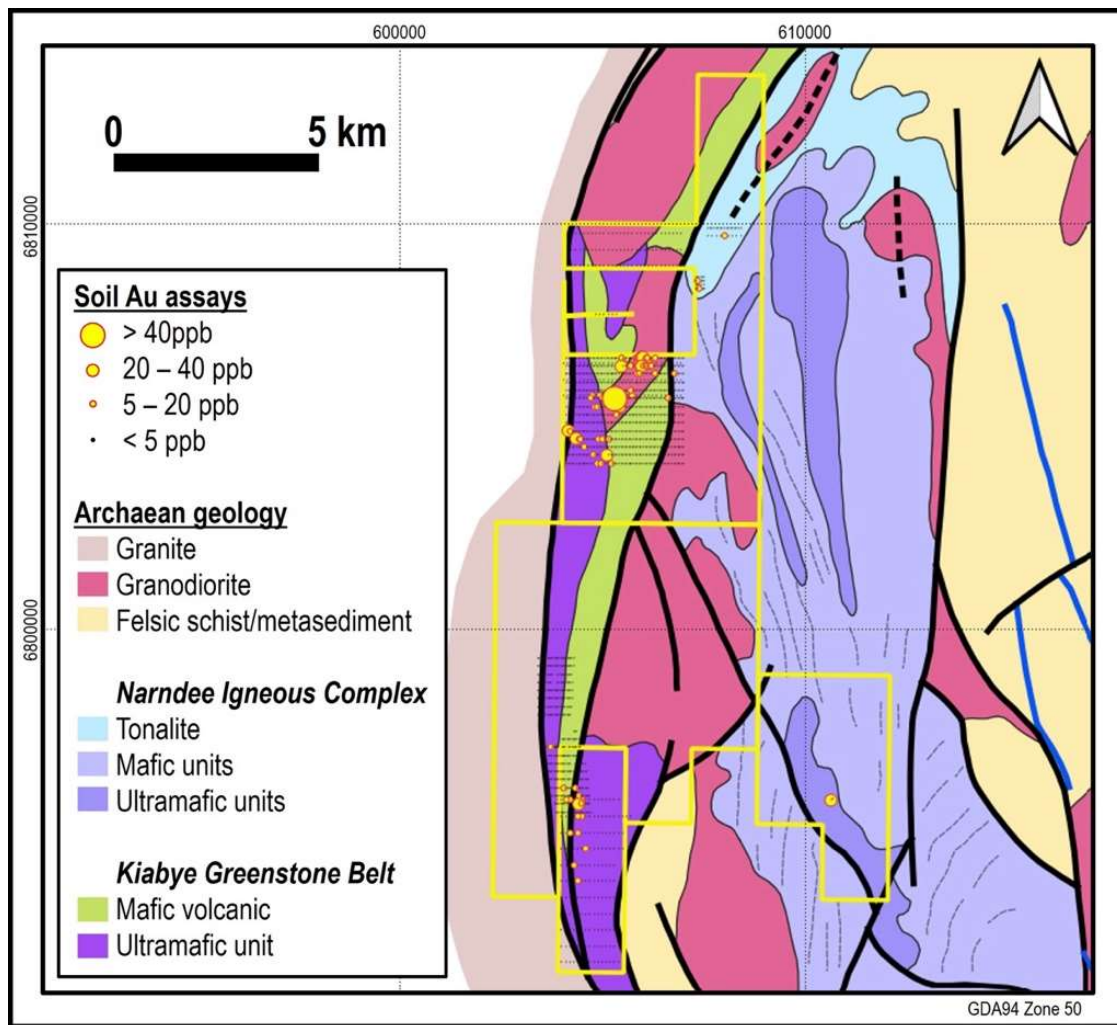 600000
610000
0
5 km
6810000
6800000
Soil Au assays
> 40ppb
20 – 40 ppb
5 – 20 ppb
< 5 ppb
Archaean geology
Granite
Granodiorite
Felsic schist/metasediment
Narndee Igneous Complex
Tonalite
Mafic units
Ultramafic units
Kiabye Greenstone Belt
Mafic volcanic
Ultramafic unit
GDA94 Zone 50